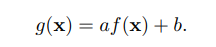 g(x) = af(x) + b.